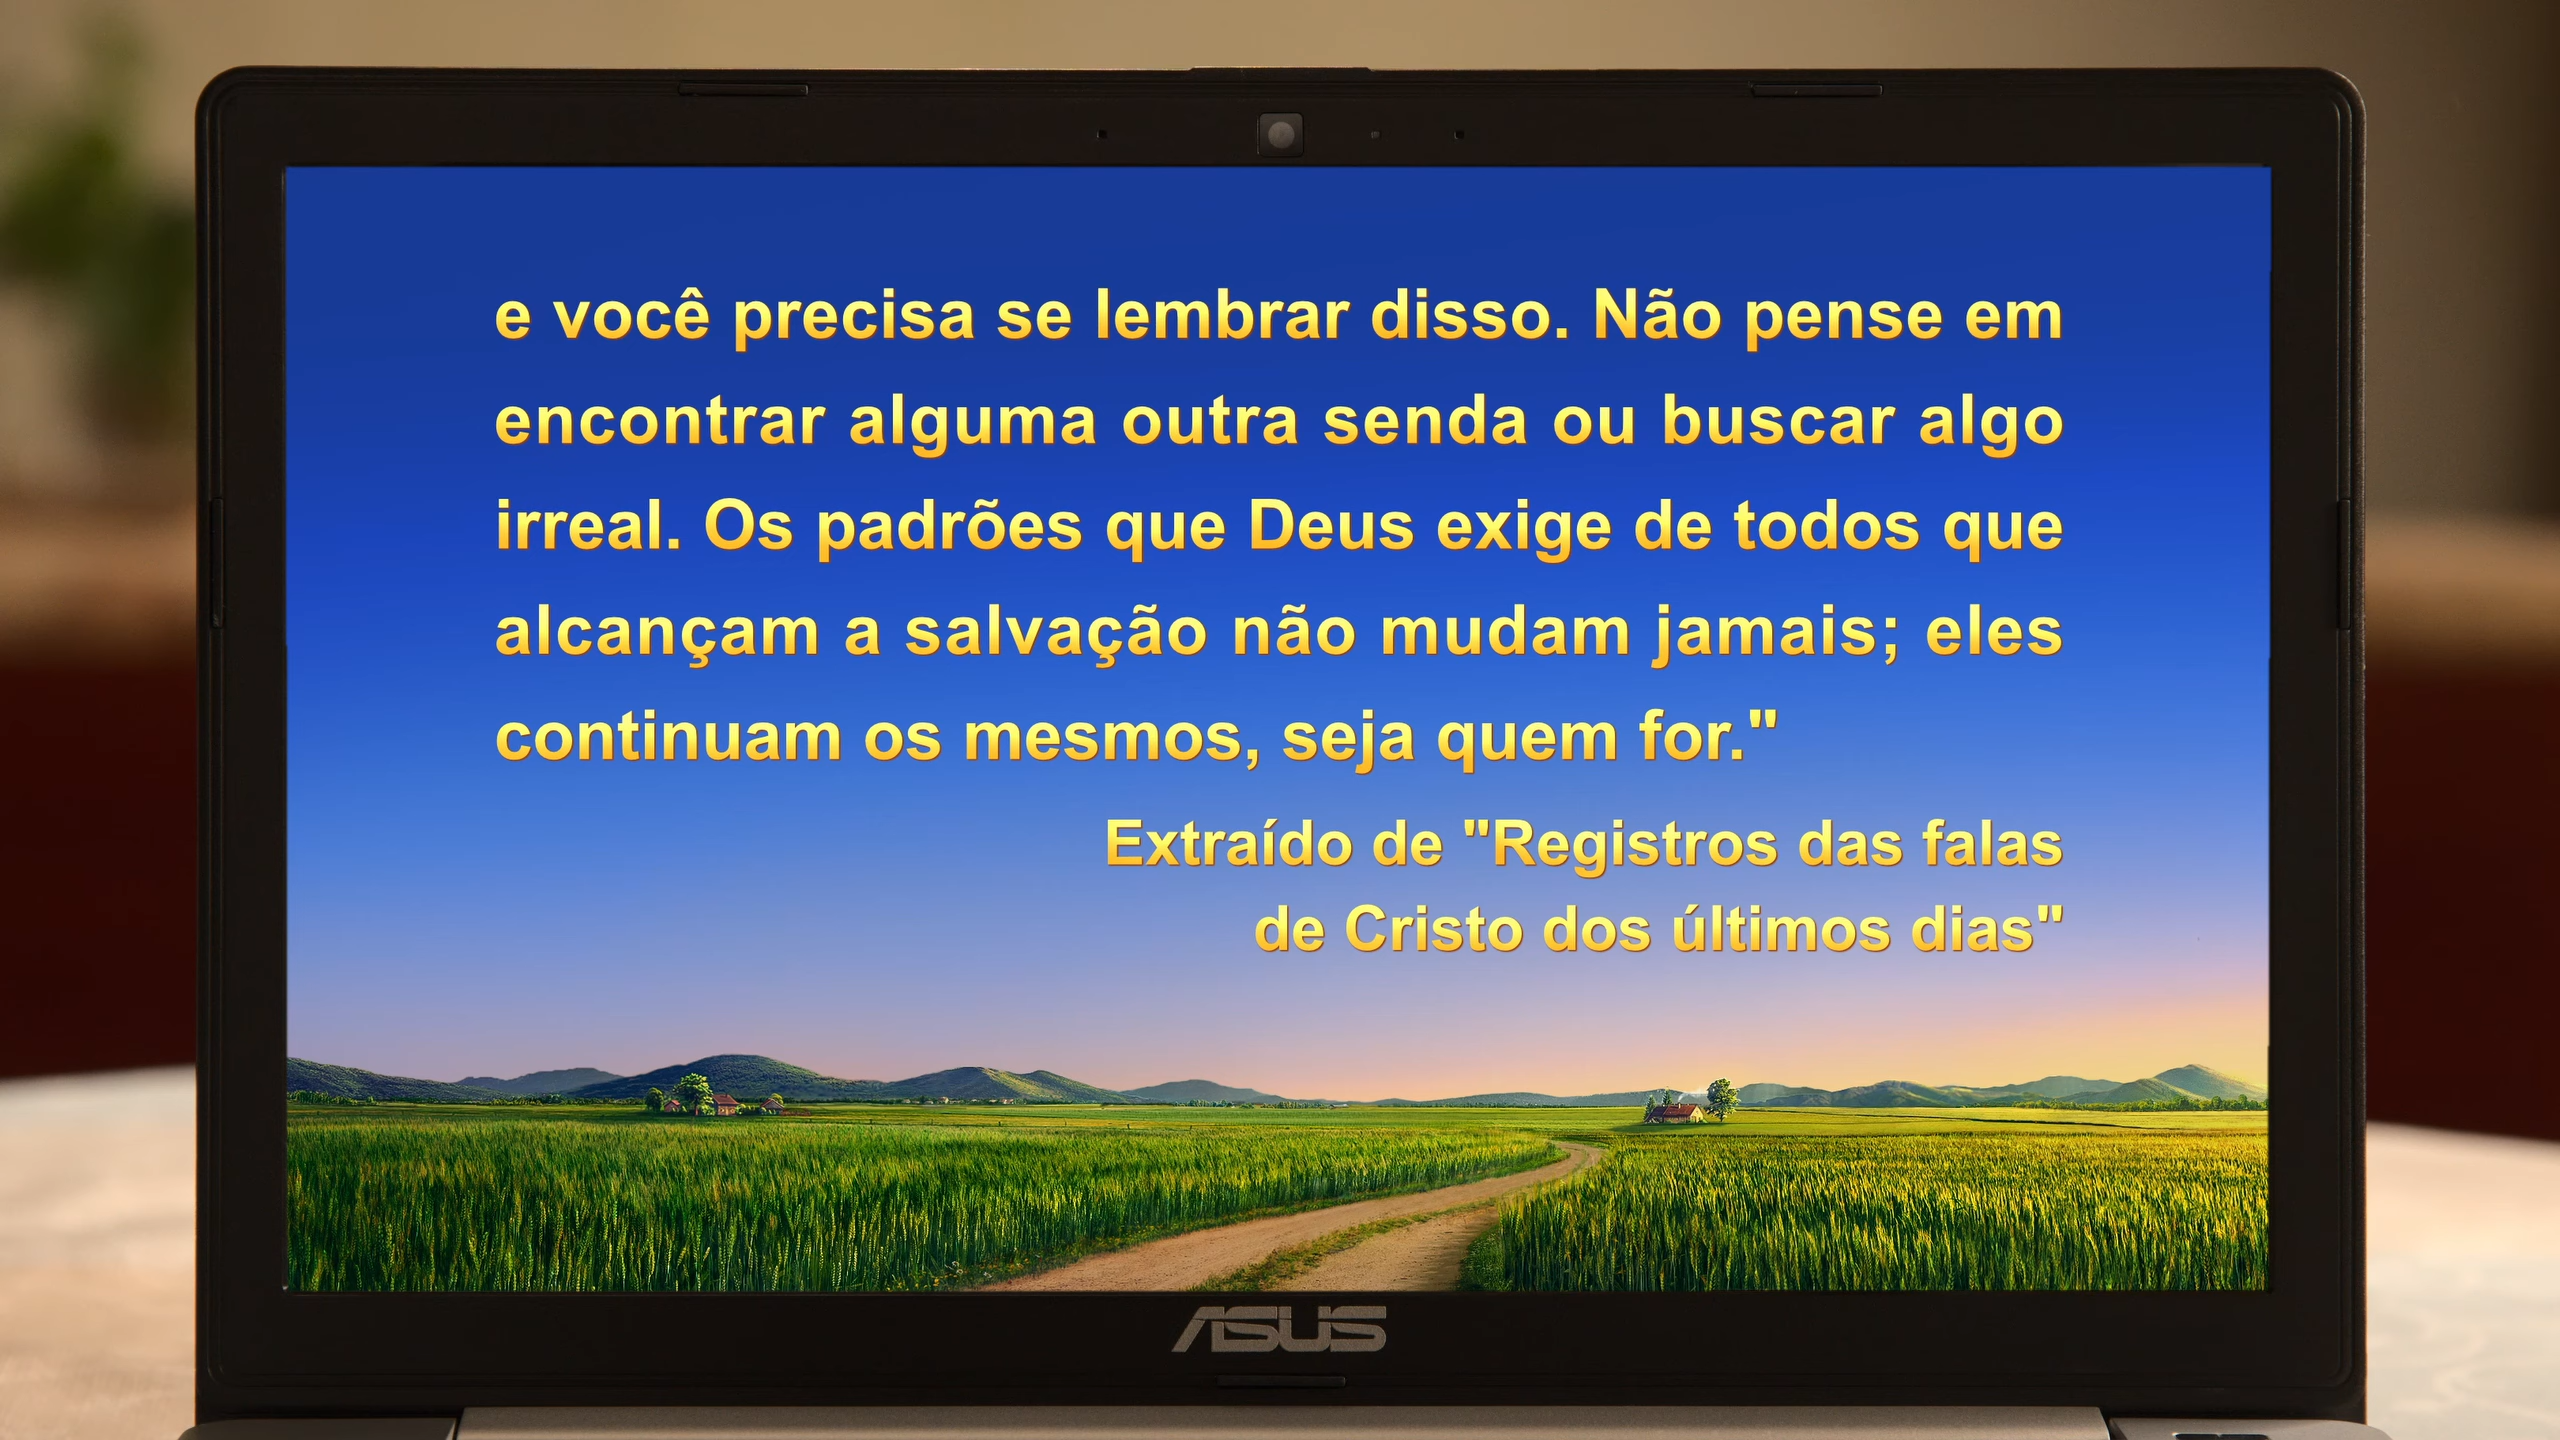 e você precisa se lembrar disso. Não pense em
encontrar alguma outra senda ou buscar algo
irreal. Os padrões que Deus exige de todos que
alcançam a salvação não mudam jamais; eles
continuam os mesmos, seja quem for."
Extraído de "Registros das falas
de Cristo dos últimos dias"
ASUS